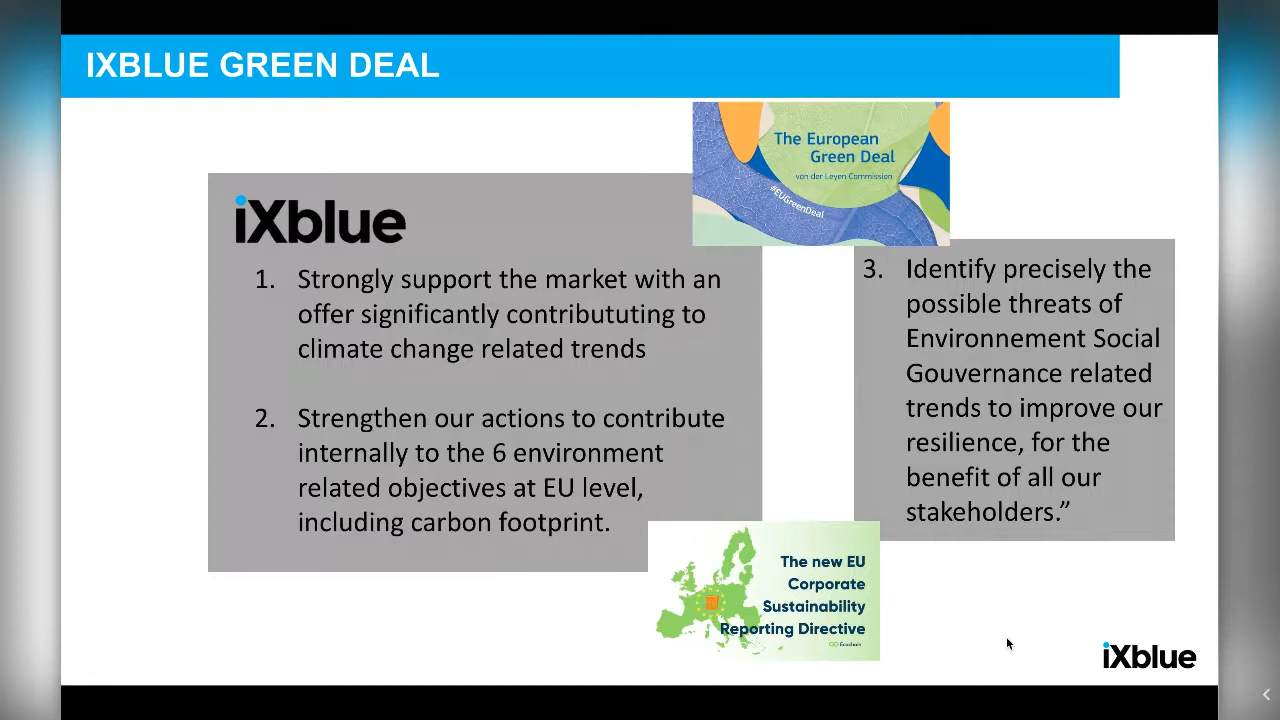 IXBLUE GREEN DEAL
The European
Green Deal
von der Leyen Commission
#EUGreenDeal
iXblue
1. Strongly support the market with an
offer significantly contribututing to
climate change related trends
2. Strengthen our actions to contribute
internally to the 6 environment
related objectives at EU level,
including carbon footprint.
3. Identify precisely the
possible threats of
Environnement Social
Gouvernance related
trends to improve our
resilience, for the
benefit of all our
stakeholders.”
The new EU
Corporate
Sustainability
Reporting Directive
Ecochain
iXblue